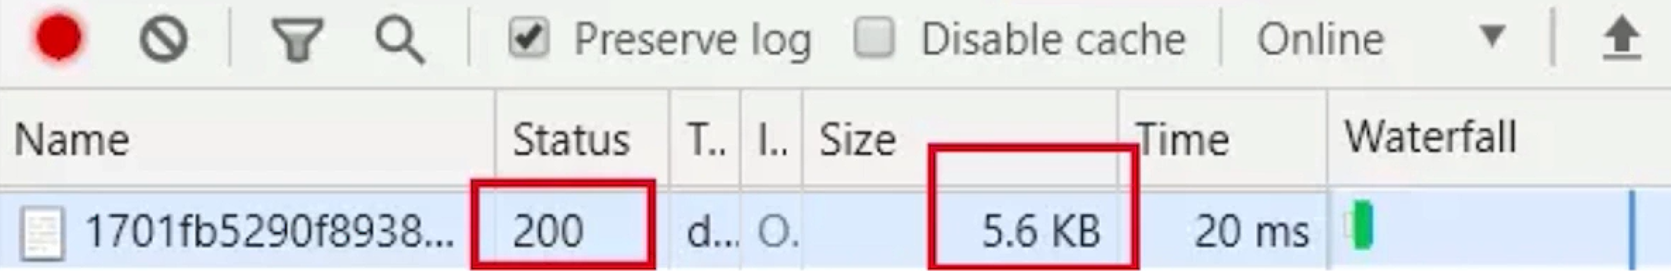 Preserve log Disable cache Online
Name Status T.. I.. Size Time Waterfall
1701fb5290f8938... 200 d... O. 5.6 KB 20 ms